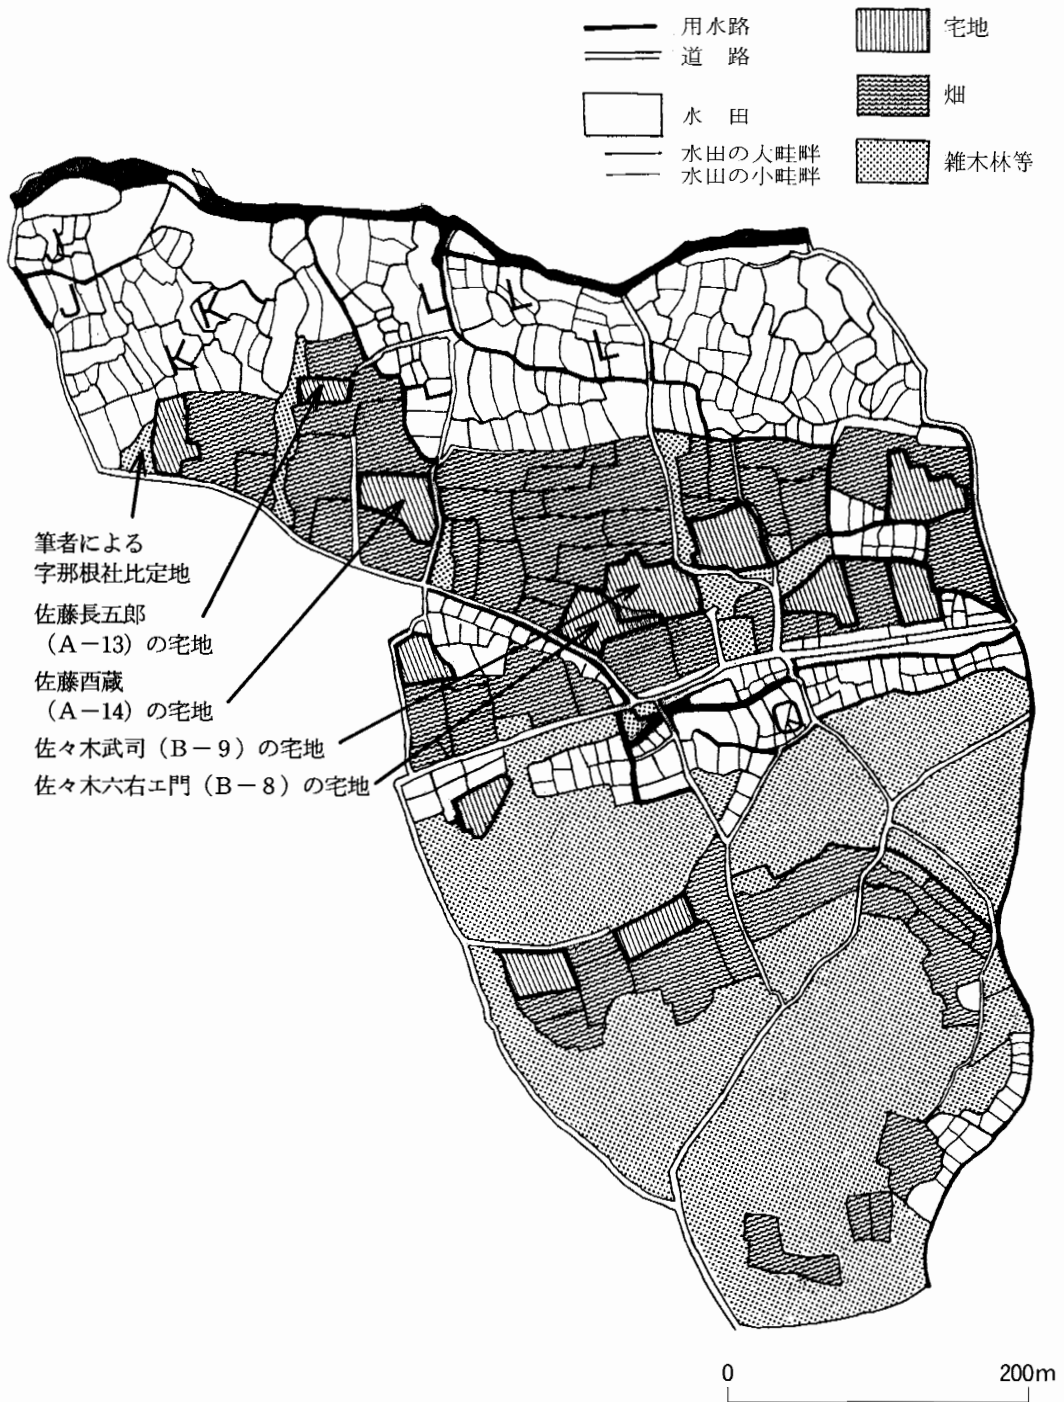 用水路
道 路
水 田
水田の大畦畔
水田の小畦畔
宅地
畑
雑木林等
J
J
K
K
L
L
L
K
筆者による
宇那根社比定地
佐藤長五郎
(A-13)の宅地
佐藤酉蔵
(A-14)の宅地
佐々木武司(B-9)の宅地
佐々木六右エ門(B-8)の宅地
0
200m